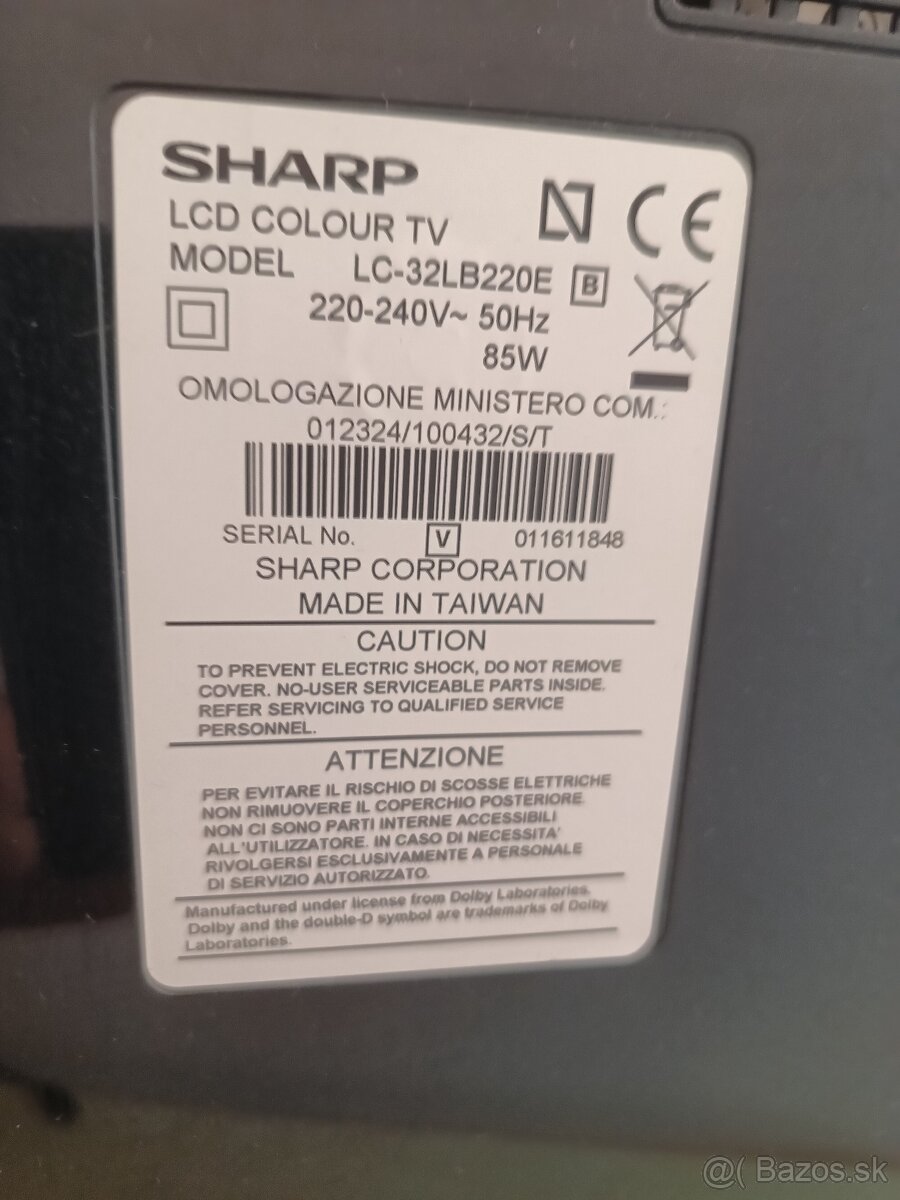 SHARP
LCD COLOUR TV
MODEL LC-32LB220E B
220-240V~ 50Hz
85W
OMOLOGAZIONE MINISTERO COM.:
012324/100432/S/T
SERIAL No. V 011611848
SHARP CORPORATION
MADE IN TAIWAN
CAUTION
TO PREVENT ELECTRIC SHOCK, DO NOT REMOVE
COVER. NO-USER SERVICEABLE PARTS INSIDE.
REFER SERVICING TO QUALIFIED SERVICE
PERSONNEL.
ATTENZIONE
PER EVITARE IL RISCHIO DI SCOSSE ELETTRICHE
NON RIMUOVERE IL COPERCHIO POSTERIORE.
NON CI SONO PARTI INTERNE ACCESSIBILI
ALL'UTILIZZATORE. IN CASO DI NECESSITA'
RIVOLGERSI ESCLUSIVAMENTE A PERSONALE
DI SERVIZIO AUTORIZZATO.
Manufactured under license from Dolby Laboratories.
Dolby and the double-D symbol are trademarks of Dolby
Laboratories.
@( Bazos.sk